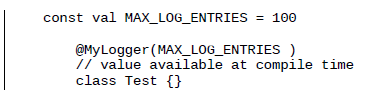 const val MAX_LOG_ENTRIES = 100
@MyLogger(MAX_LOG_ENTRIES )
// value available at compile time
class Test {}